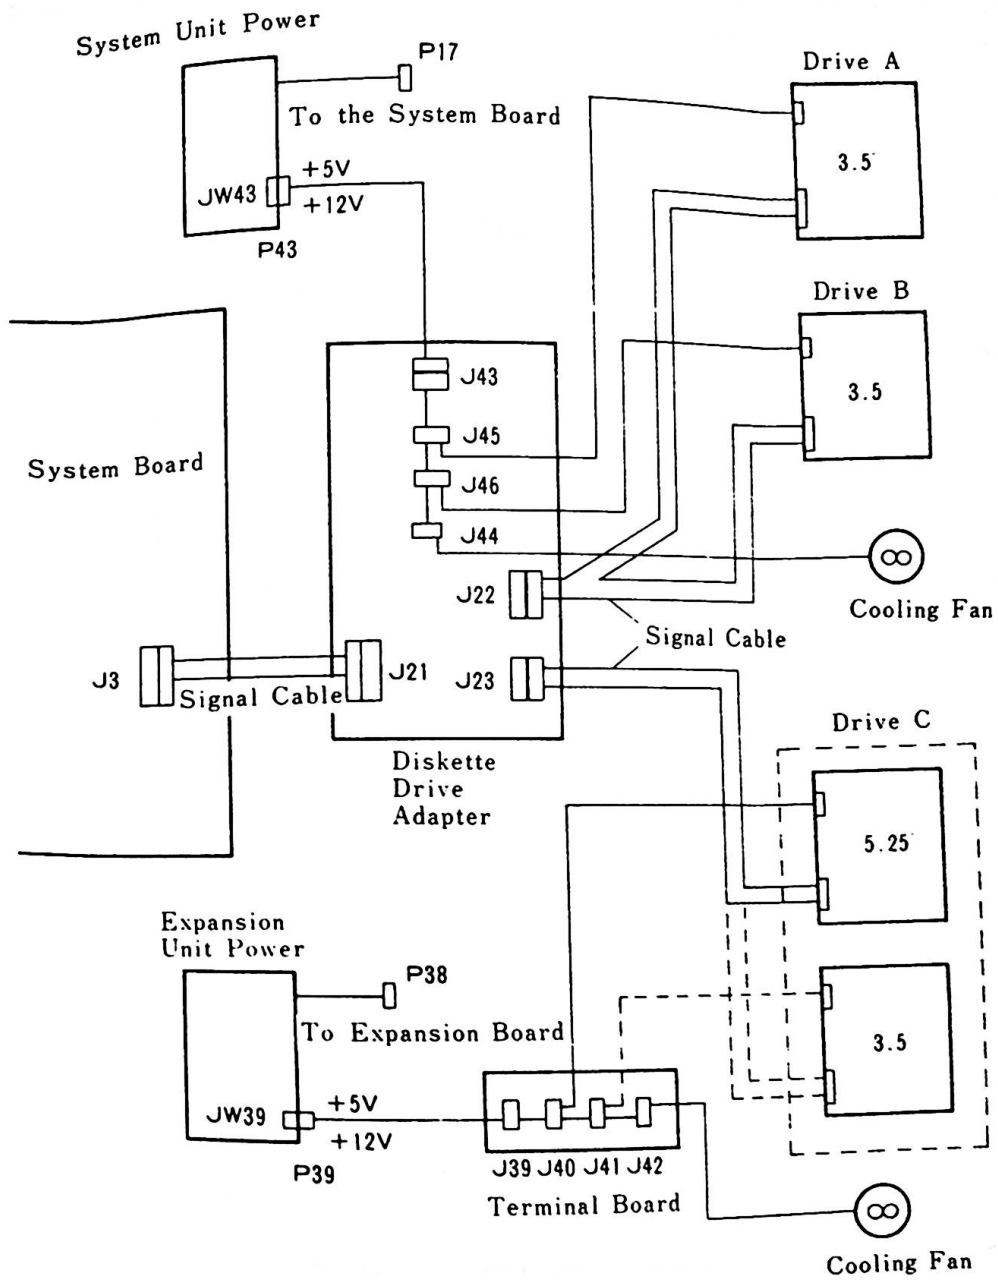 System Unit Power
P17
To the System Board
JW43
+5V
+12V
P43
Drive A
3.5
Drive B
3.5
System Board
J43
J45
J46
J44
J22
Cooling Fan
Signal Cable
J3
Signal Cable
J21
J23
Diskette
Drive
Adapter
Drive C
5.25
3.5
Expansion
Unit Power
P38
To Expansion Board
JW39
+5V
+12V
P39
J39 J40 J41 J42
Terminal Board
Cooling Fan